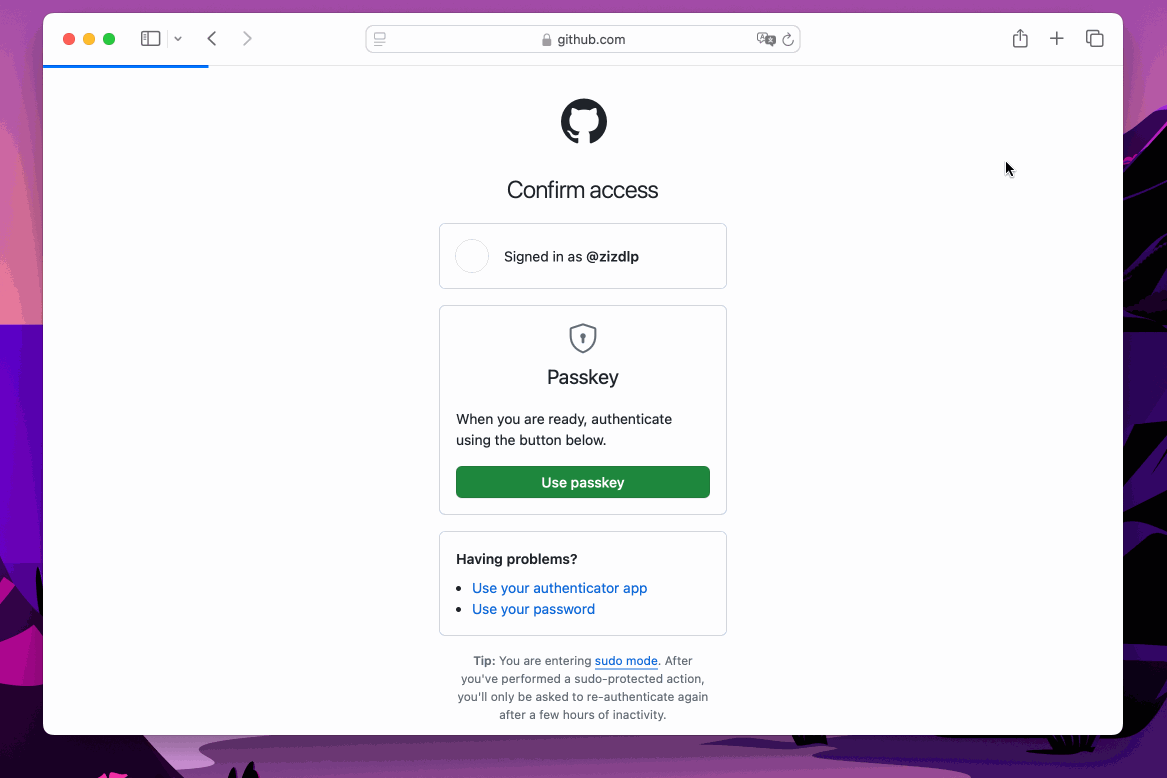 github.com
Confirm access
Signed in as @zizdlp
Passkey
When you are ready, authenticate
using the button below.
Use passkey
Having problems?
Use your authenticator app
Use your password
Tip: You are entering sudo mode. After
you've performed a sudo-protected action,
you'll only be asked to re-authenticate again
after a few hours of inactivity.